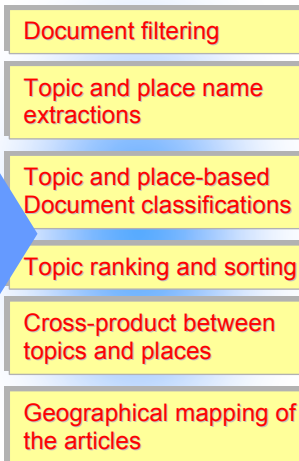 Document filtering
Topic and place name
extractions
Topic and place-based
Document classifications
Topic ranking and sorting
Cross-product between
topics and places
Geographical mapping of
the articles